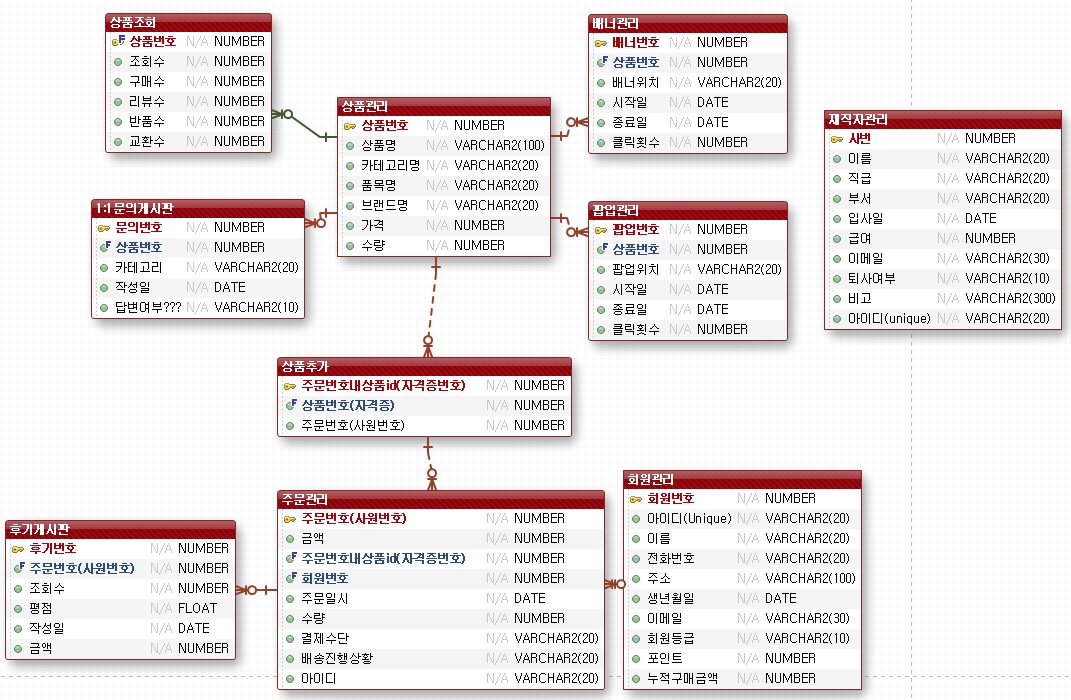 상품조회
상품번호 N/A NUMBER
조회수 N/A NUMBER
구매수 N/A NUMBER
리뷰수 N/A NUMBER
반품수 N/A NUMBER
교환수 N/A NUMBER
배너관리
배너번호 N/A NUMBER
상품번호 N/A NUMBER
배너위치 N/A VARCHAR2(20)
시작일 N/A DATE
종료일 N/A DATE
클릭횟수 N/A NUMBER
상품관리
상품번호 N/A NUMBER
상품명 N/A VARCHAR2(100)
카테고리명 N/A VARCHAR2(20)
품목명 N/A VARCHAR2(20)
브랜드명 N/A VARCHAR2(20)
가격 N/A NUMBER
수량 N/A NUMBER
재직자관리
사번 N/A NUMBER
이름 N/A VARCHAR2(20)
직급 N/A VARCHAR2(20)
부서 N/A VARCHAR2(20)
입사일 N/A DATE
급여 N/A NUMBER
이메일 N/A VARCHAR2(30)
퇴사여부 N/A VARCHAR2(10)
비고 N/A VARCHAR2(300)
아이디(unique) N/A VARCHAR2(20)
1:1문의게시판
문의번호 N/A NUMBER
상품번호 N/A NUMBER
카테고리 N/A VARCHAR2(20)
작성일 N/A DATE
답변여부??? N/A VARCHAR2(10)
팝업관리
팝업번호 N/A NUMBER
상품번호 N/A NUMBER
팝업위치 N/A VARCHAR2(20)
시작일 N/A DATE
종료일 N/A DATE
클릭횟수 N/A NUMBER
상품추가
주문번호내상품id(자격증번호) N/A NUMBER
상품번호(자격증) N/A NUMBER
주문번호(사원번호) N/A NUMBER
주문관리
주문번호(사원번호) N/A NUMBER
금액 N/A NUMBER
주문번호내상품id(자격증번호) N/A NUMBER
회원번호 N/A NUMBER
주문일시 N/A DATE
수량 N/A NUMBER
결제수단 N/A VARCHAR2(20)
배송진행상황 N/A VARCHAR2(20)
아이디 N/A VARCHAR2(20)
회원관리
회원번호 N/A NUMBER
아이디(Unique) N/A VARCHAR2(20)
이름 N/A VARCHAR2(20)
전화번호 N/A VARCHAR2(20)
주소 N/A VARCHAR2(100)
생년월일 N/A DATE
이메일 N/A VARCHAR2(30)
회원등급 N/A VARCHAR2(10)
포인트 N/A NUMBER
누적구매금액 N/A NUMBER
후기게시판
후기번호 N/A NUMBER
주문번호(사원번호) N/A NUMBER
조회수 N/A NUMBER
평점 N/A FLOAT
작성일 N/A DATE
금액 N/A NUMBER